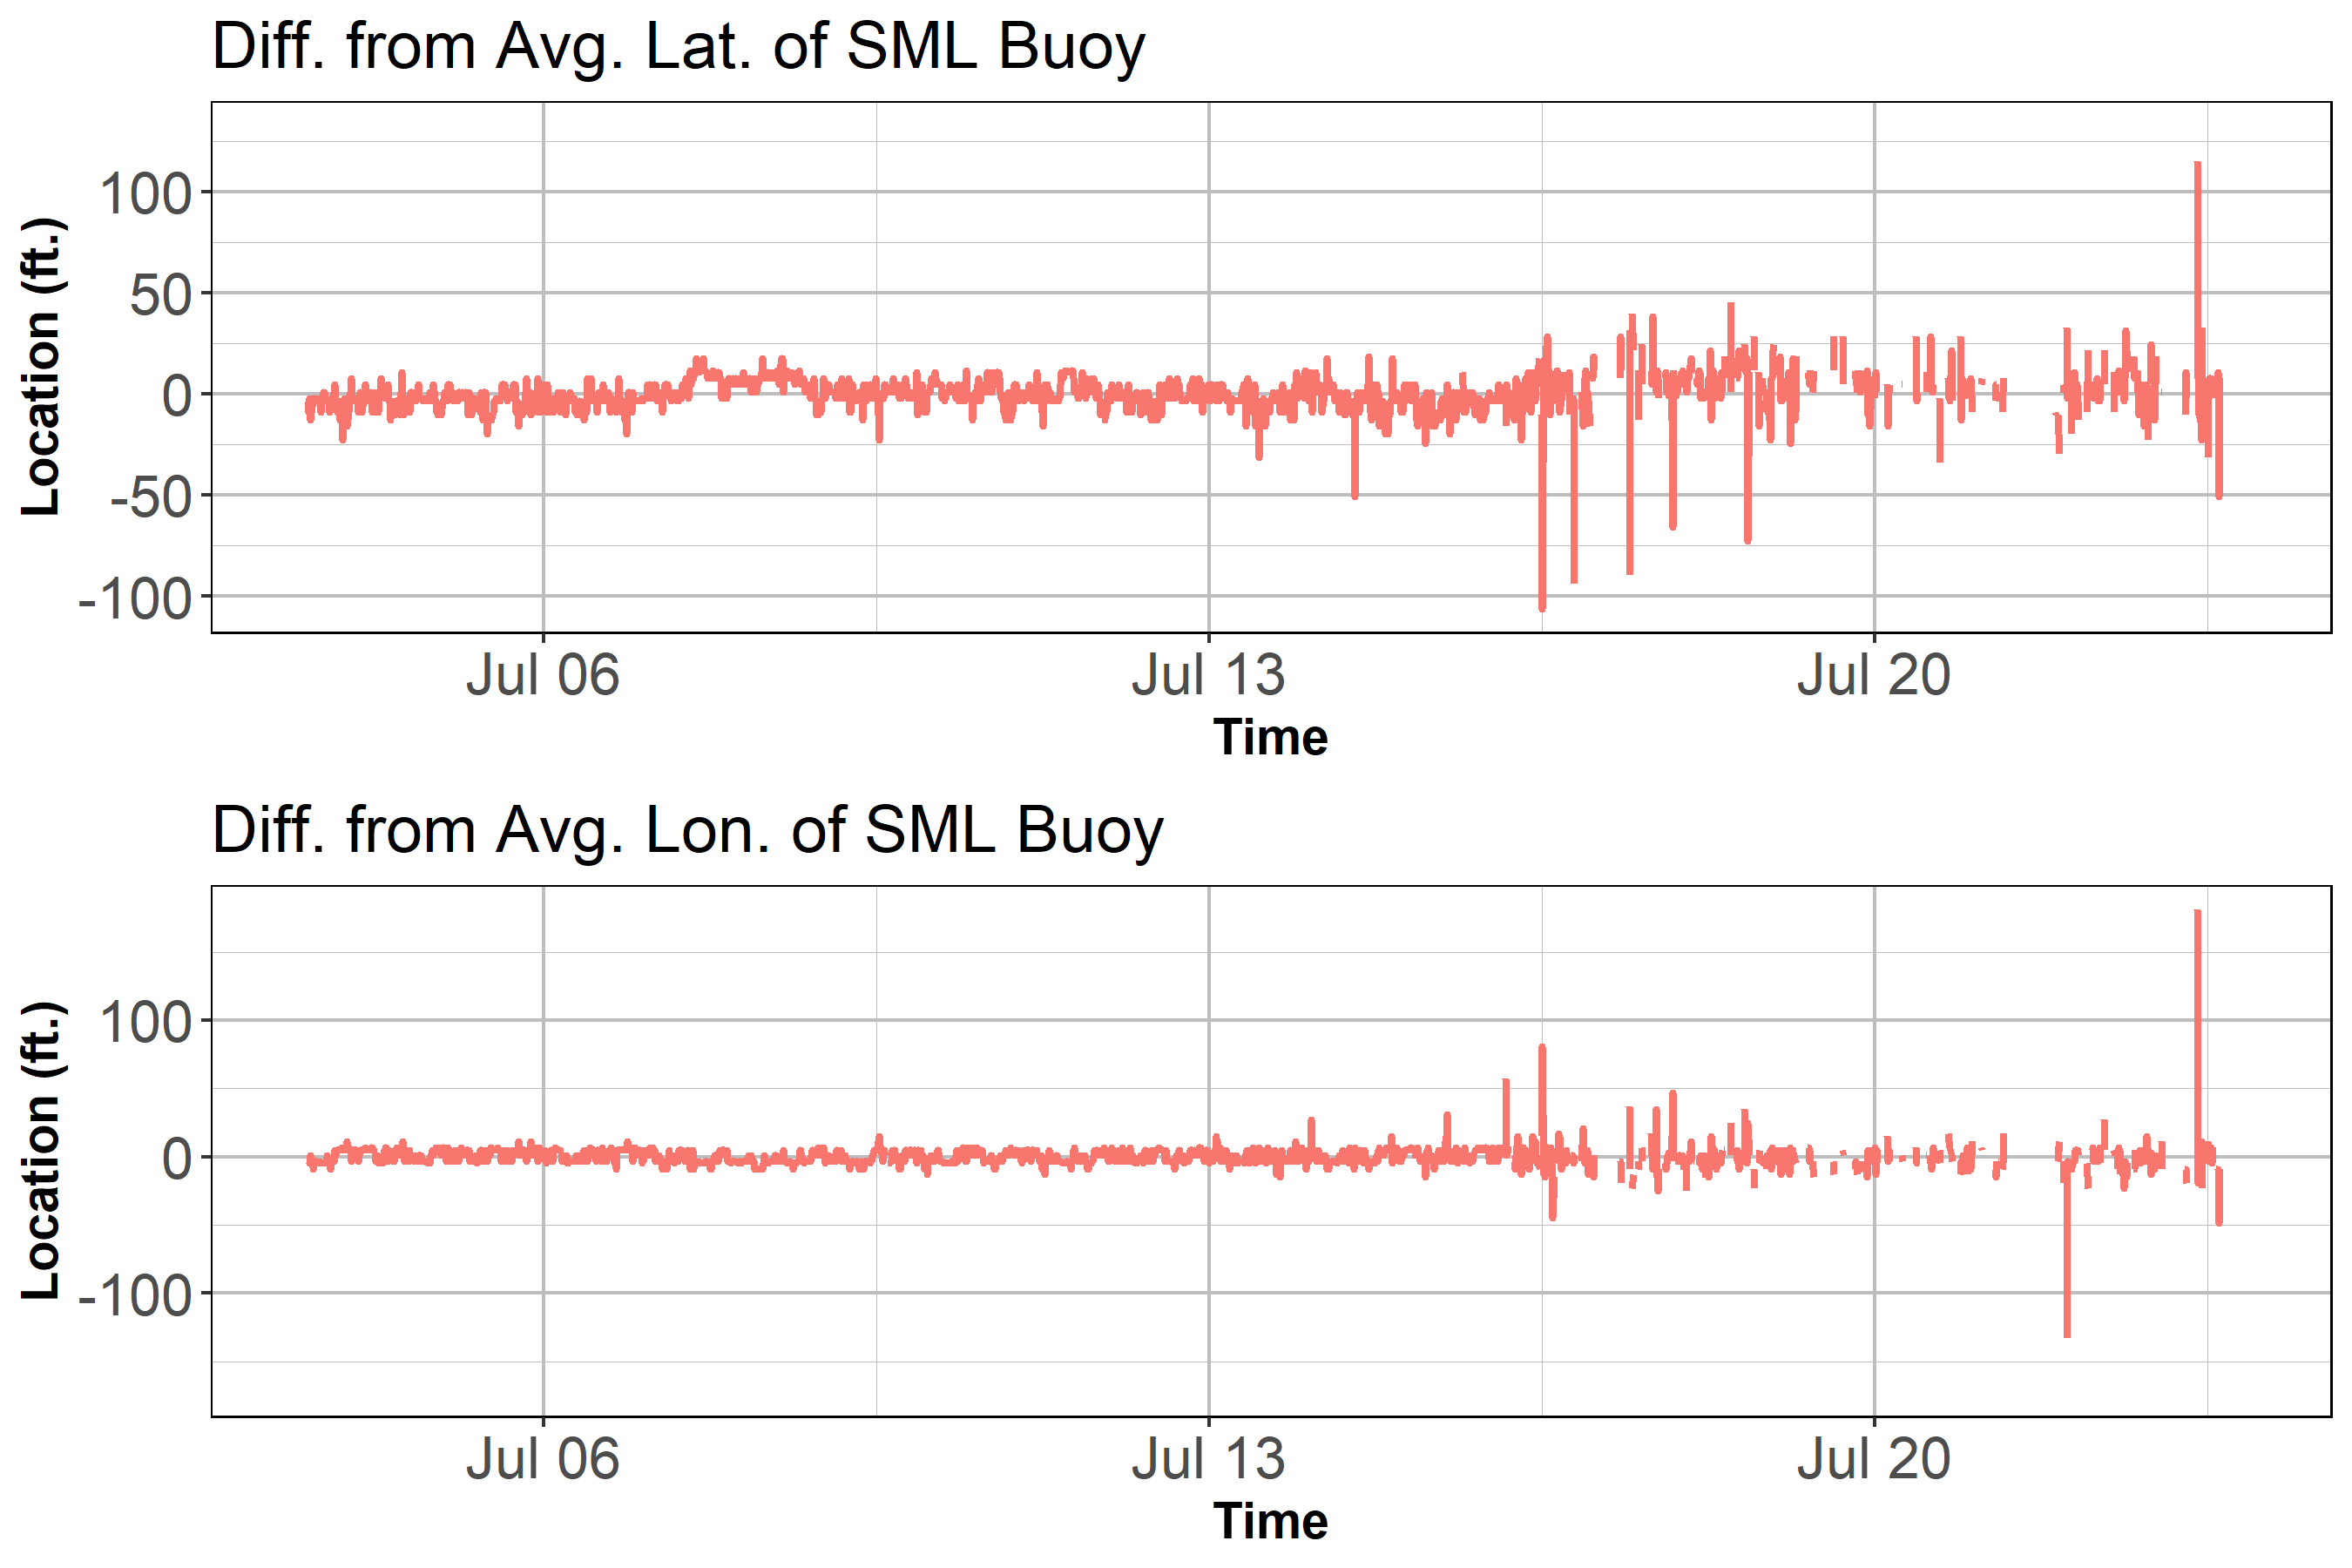 Diff. from Avg. Lat. of SML Buoy
Location (ft.)
100
50
0
-50
-100
Jul 06 Jul 13 Jul 20
Time
Diff. from Avg. Lon. of SML Buoy
Location (ft.)
100
0
-100
Jul 06 Jul 13 Jul 20
Time